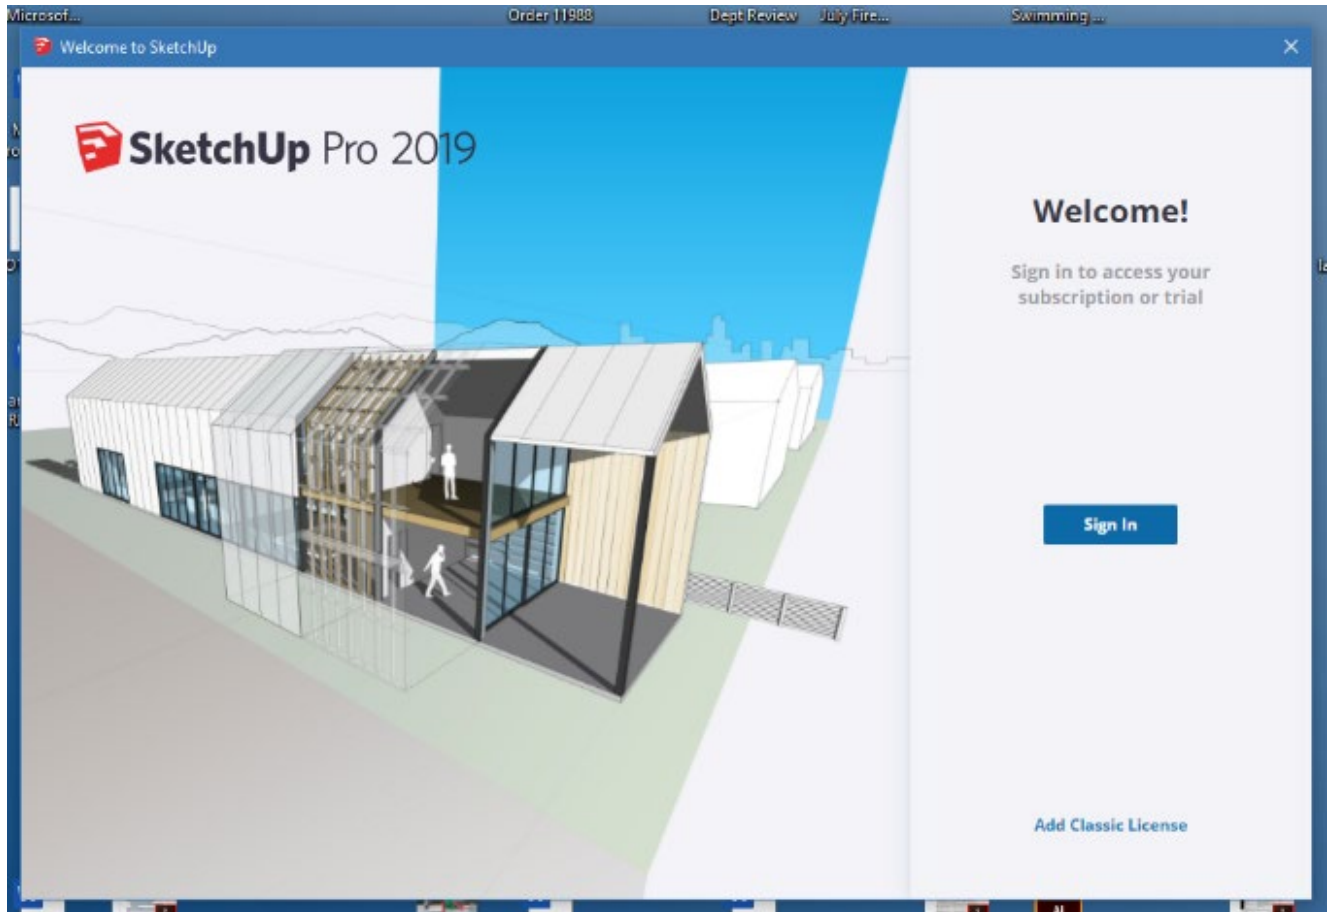 Microsof...
Order 11988
Dept Review
July Fire...
Swimming ...
Welcome to SketchUp
SketchUp Pro 2019
Welcome!
Sign in to access your
subscription or trial
Sign In
Add Classic License